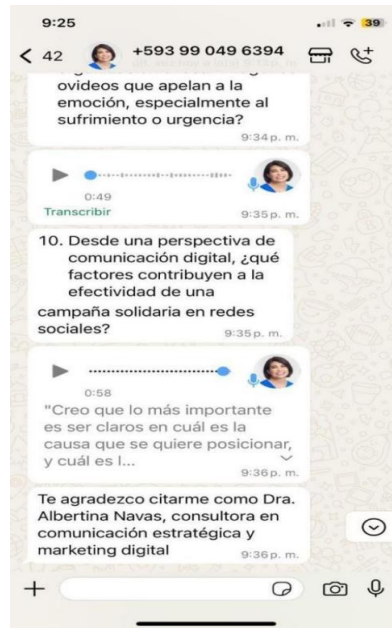 9:25
39
42
+593 99 049 6394
ovideos que apelan a la
emoción, especialmente al
sufrimiento o urgencia?
9:34 p. m.
0:49
Transcribir
9:35 p. m.
10. Desde una perspectiva de
comunicación digital, ¿qué
factores contribuyen a la
efectividad de una
campaña solidaria en redes
sociales?
9:35 p. m.
0:58
"Creo que lo más importante
es ser claros en cuál es la
causa que se quiere posicionar,
y cuál es l...
9:36 p. m.
Te agradezco citarme como Dra.
Albertina Navas, consultora en
comunicación estratégica y
marketing digital
9:36 p. m.